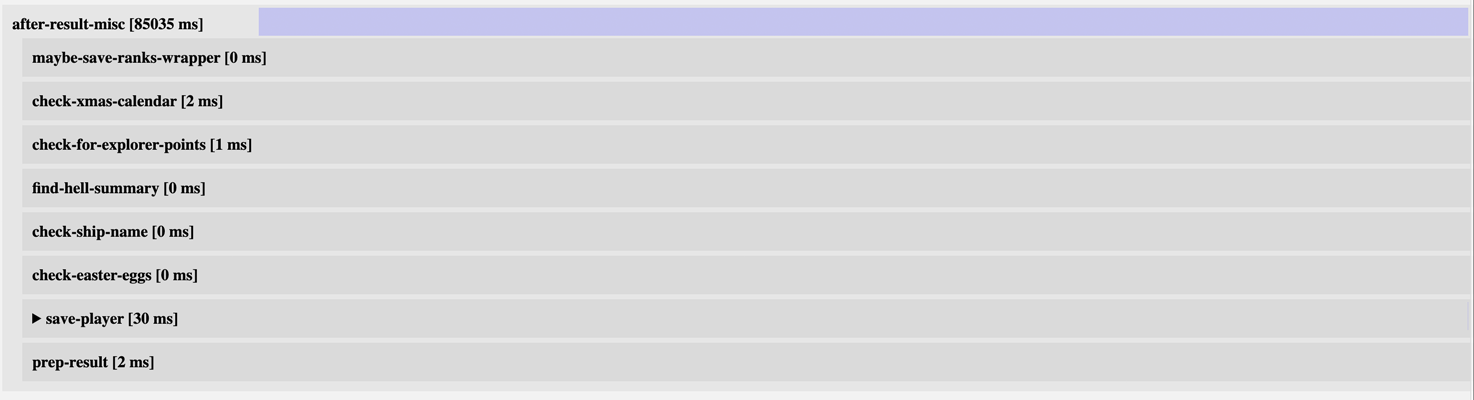 after-result-misc [85035 ms]
maybe-save-ranks-wrapper [0 ms]
check-xmas-calendar [2 ms]
check-for-explorer-points [1 ms]
find-hell-summary [0 ms]
check-ship-name [0 ms]
check-easter-eggs [0 ms]
▶ save-player [30 ms]
prep-result [2 ms]